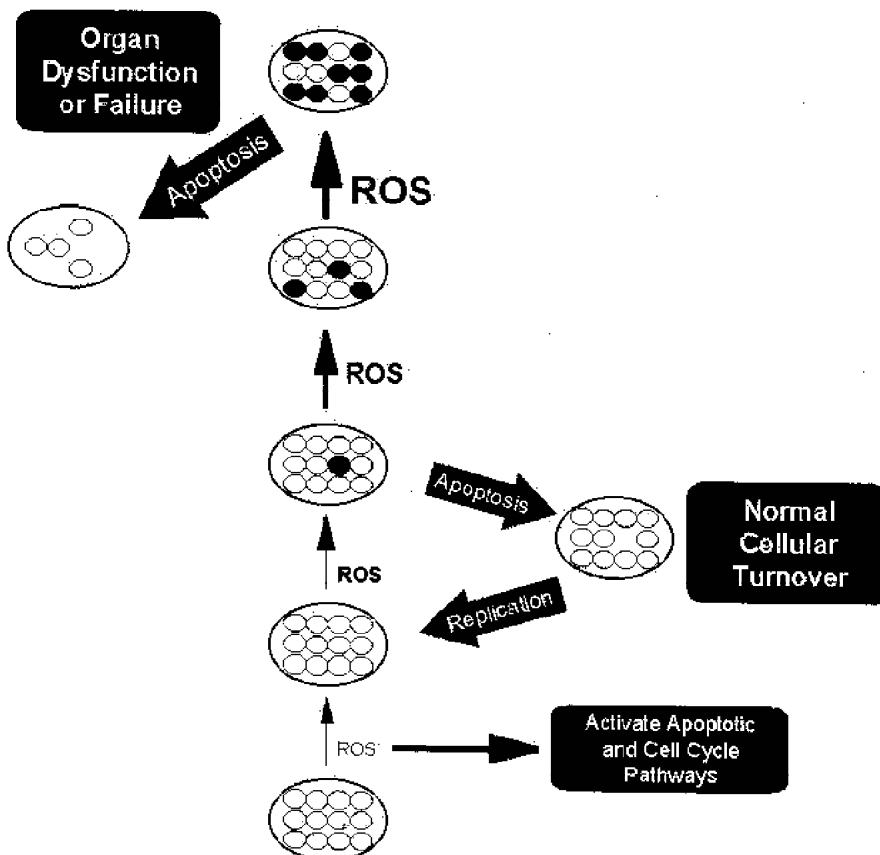 Organ
Dysfunction
or Failure
Apoptosis
ROS
ROS
Apoptosis
Normal
Cellular
Turnover
ROS
Replication
ROS
Activate Apoptotic
and Cell Cycle
Pathways